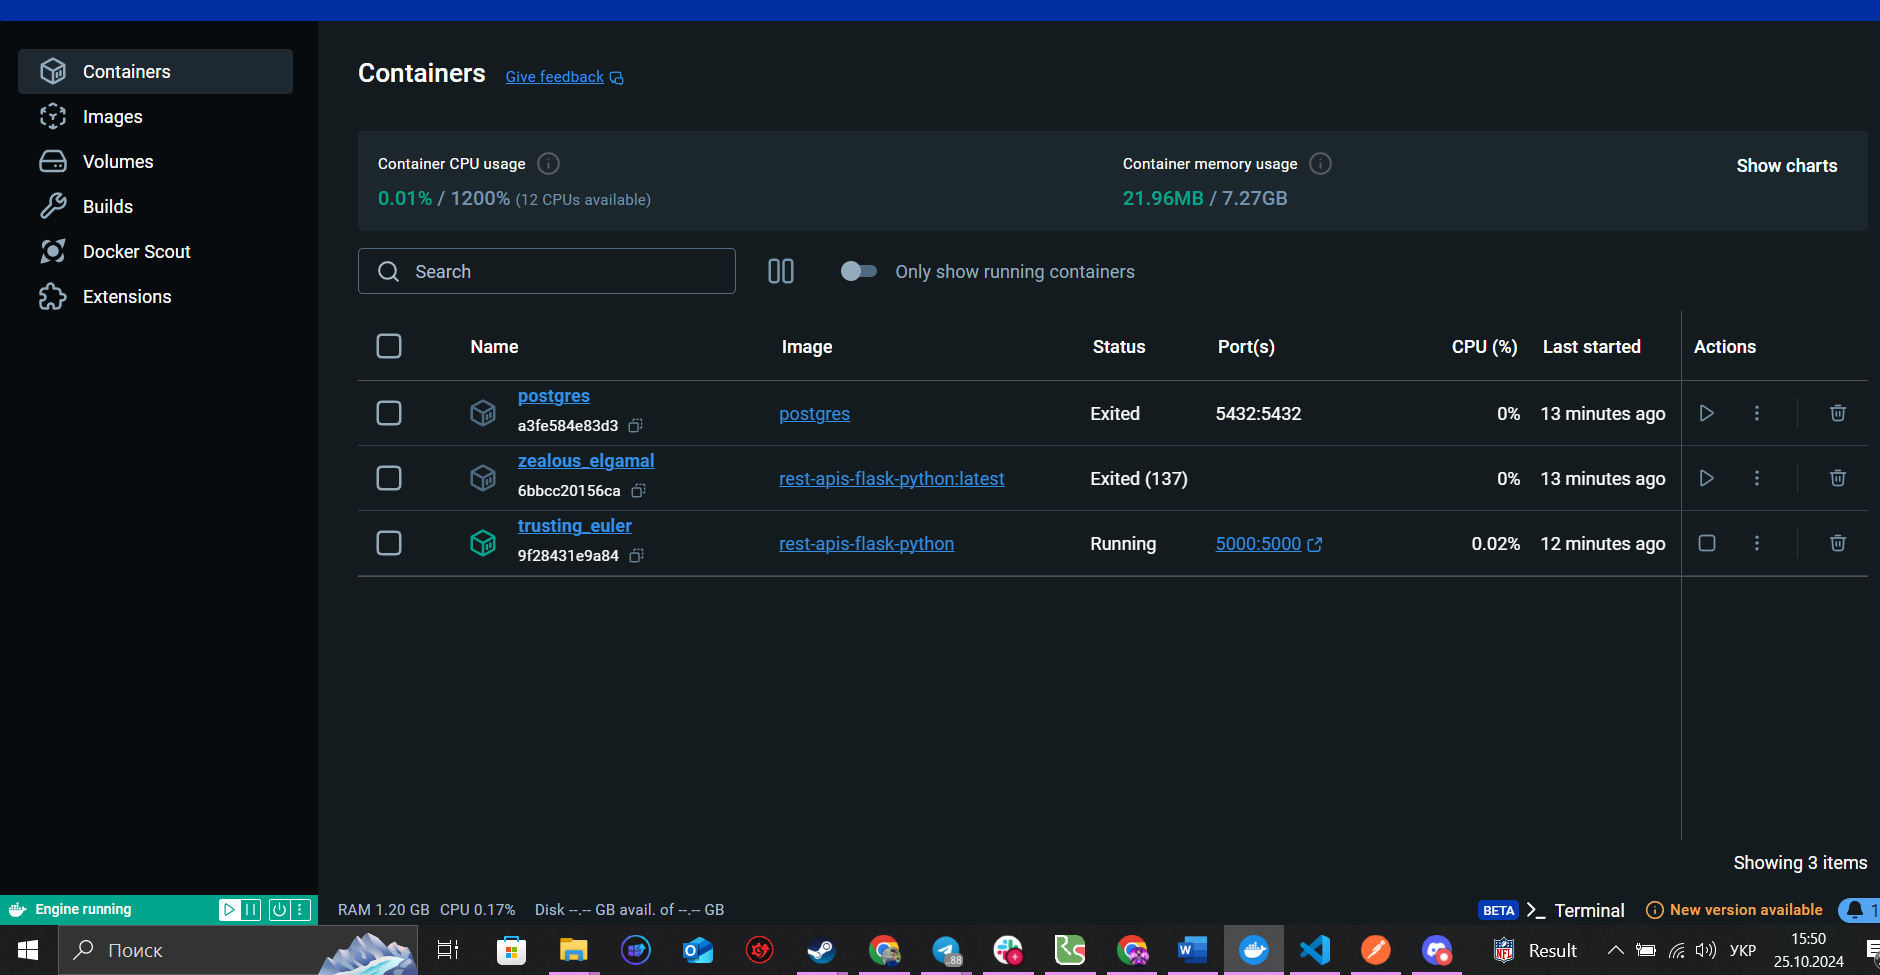 Containers
Images
Volumes
Builds
Docker Scout
Extensions
Containers Give feedback
Container CPU usage
0.01% / 1200% (12 CPUs available)
Container memory usage
21.96MB / 7.27GB
Show charts
Search
Only show running containers
Name Image Status Port(s) CPU (%) Last started Actions
postgres
a3fe584e83d3
postgres Exited 5432:5432 0% 13 minutes ago
zealous_elgamal
6bbcc20156ca
rest-apis-flask-python:latest Exited (137) 0% 13 minutes ago
trusting_euler
9f28431e9a84
rest-apis-flask-python Running 5000:5000 0.02% 12 minutes ago
Showing 3 items
Engine running
RAM 1.20 GB CPU 0.17% Disk --.-- GB avail. of --.-- GB
BETA Terminal New version available 1
Поиск
.88
Result
УКР
15:50
25.10.2024